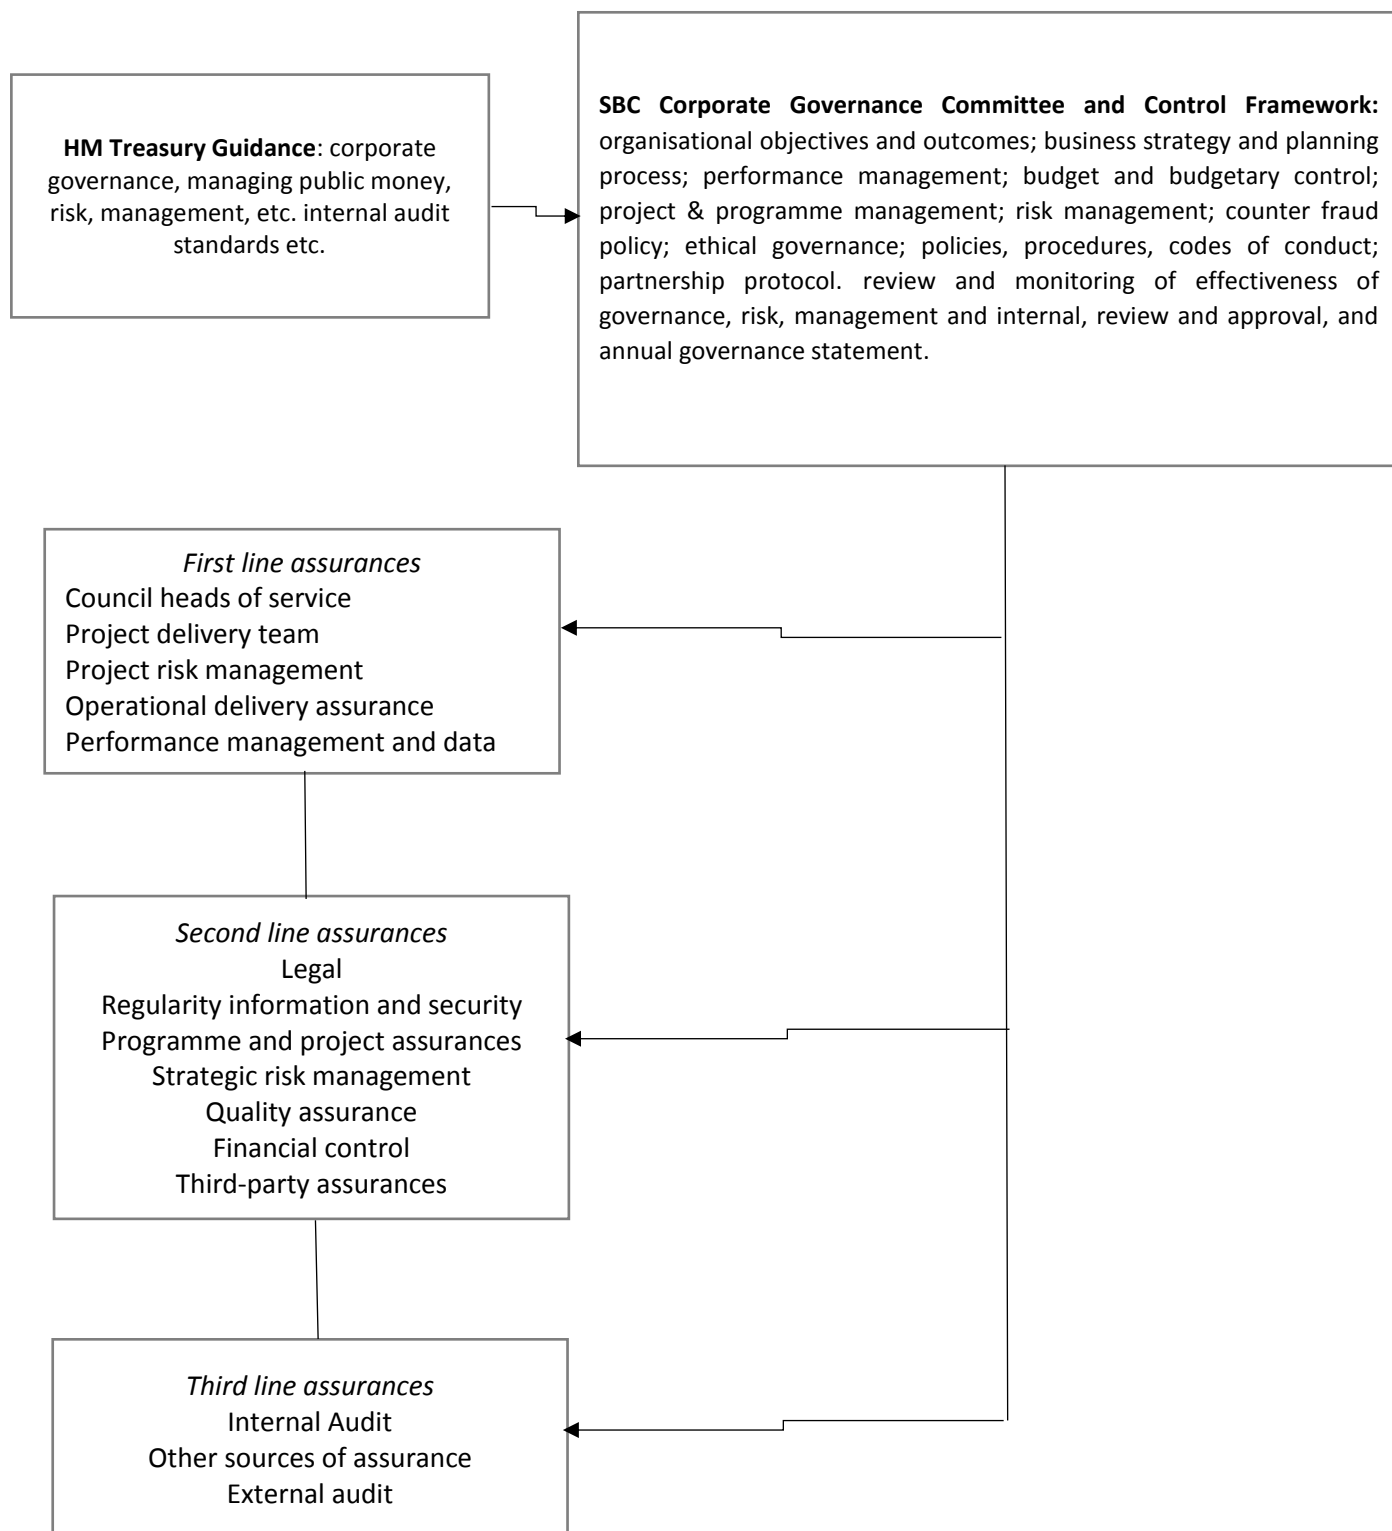 HM Treasury Guidance: corporate
governance, managing public money,
risk, management, etc. internal audit
standards etc.
SBC Corporate Governance Committee and Control Framework:
organisational objectives and outcomes; business strategy and planning
process; performance management; budget and budgetary control;
project & programme management; risk management; counter fraud
policy; ethical governance; policies, procedures, codes of conduct;
partnership protocol. review and monitoring of effectiveness of
governance, risk, management and internal, review and approval, and
annual governance statement.
First line assurances
Council heads of service
Project delivery team
Project risk management
Operational delivery assurance
Performance management and data
Second line assurances
Legal
Regularity information and security
Programme and project assurances
Strategic risk management
Quality assurance
Financial control
Third-party assurances
Third line assurances
Internal Audit
Other sources of assurance
External audit